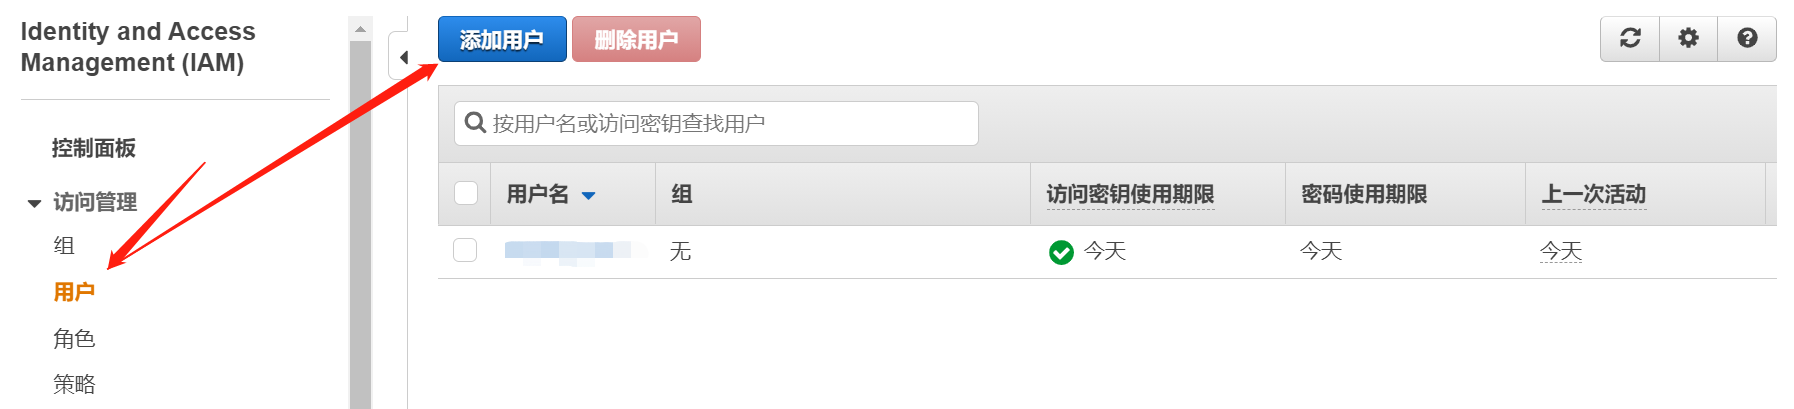 Identity and Access
Management (IAM)
控制面板
访问管理
组
用户
角色
策略
添加用户 删除用户
按用户名或访问密钥查找用户
用户名 组 访问密钥使用期限 密码使用期限 上一次活动
无 今天 今天 今天